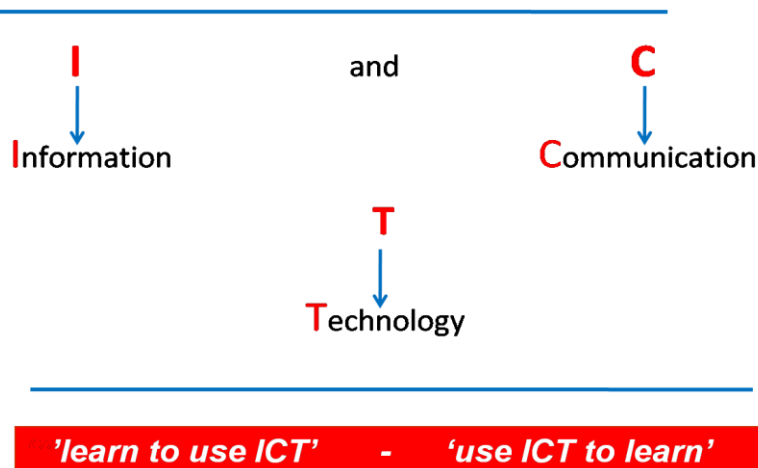 I and C
Information Communication
T
Technology
’learn to use ICT’ - ‘use ICT to learn’